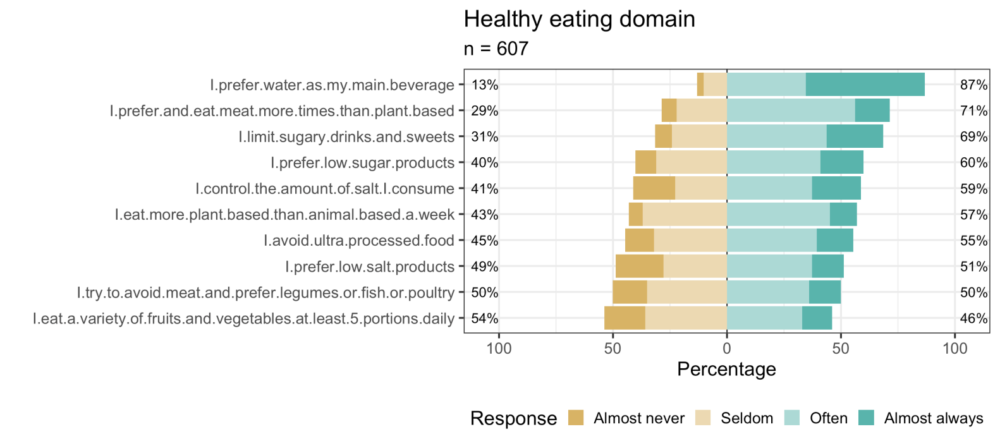 Healthy eating domain
n = 607
I.prefer.water.as.my.main.beverage 13% 87%
I.prefer.and.eat.meat.more.times.than.plant.based 29% 71%
I.limit.sugary.drinks.and.sweets 31% 69%
I.prefer.low.sugar.products 40% 60%
I.control.the.amount.of.salt.I.consume 41% 59%
I.eat.more.plant.based.than.animal.based.a.week 43% 57%
I.avoid.ultra.processed.food 45% 55%
I.prefer.low.salt.products 49% 51%
I.try.to.avoid.meat.and.prefer.legumes.or.fish.or.poultry 50% 50%
I.eat.a.variety.of.fruits.and.vegetables.at.least.5.portions.daily 54% 46%
100 50 0 50 100
Percentage
Response Almost never Seldom Often Almost always